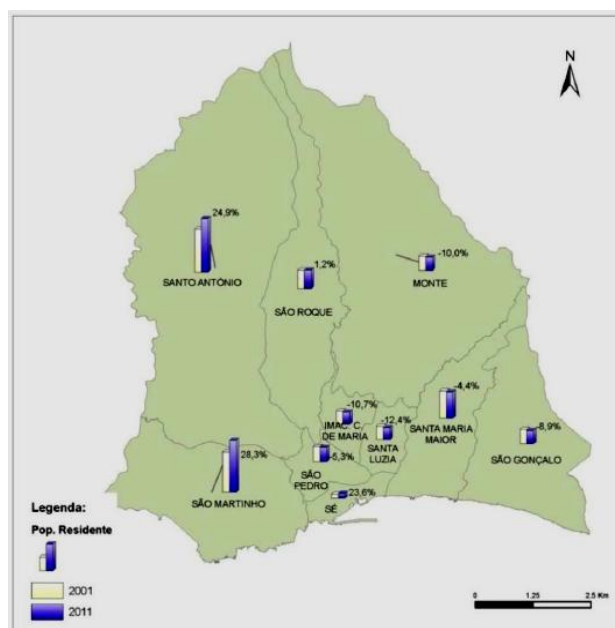 N
24,9%
SANTO ANTÓNIO
1,2%
SÃO ROQUE
-10,0%
MONTE
-10,7%
IMAC. C.
DE MARIA
-12,4%
SANTA
LUZIA
-4,4%
SANTA MARIA
MAIOR
-8,9%
SÃO GONÇALO
28,3%
SÃO MARTINHO
-5,3%
SÃO
PEDRO
23,6%
SÉ
Legenda:
Pop. Residente
2001
2011
0 1,25 2,5 Km